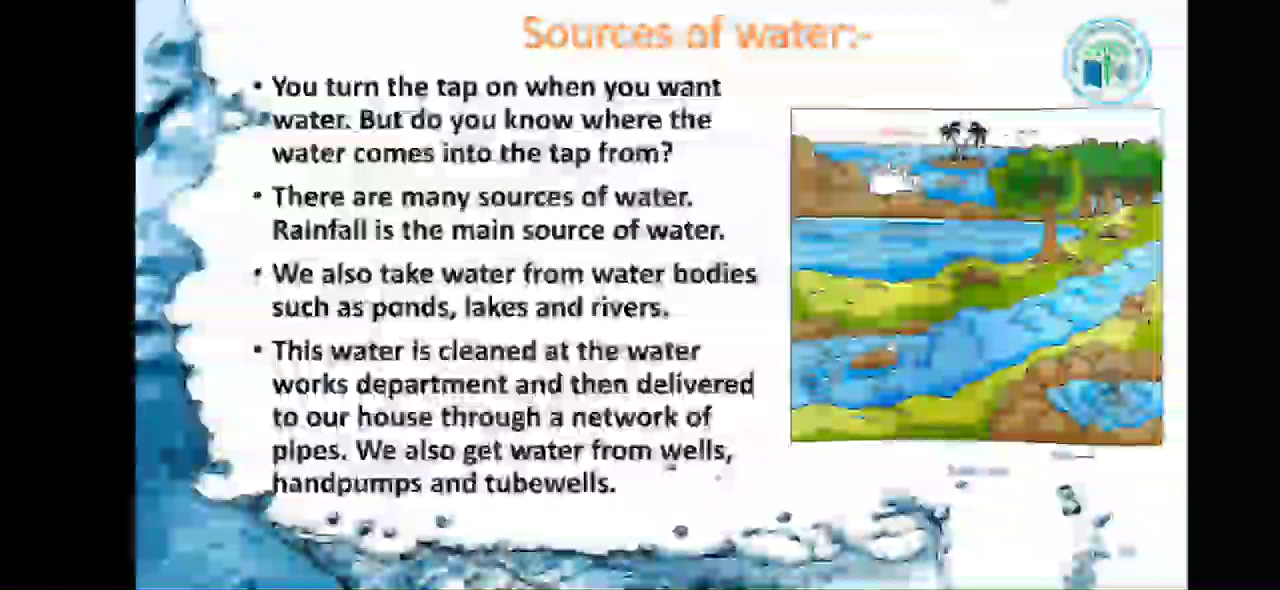 Sources of water:-
• You turn the tap on when you want
water. But do you know where the
water comes into the tap from?
• There are many sources of water.
Rainfall is the main source of water.
• We also take water from water bodies
such as ponds, lakes and rivers.
• This water is cleaned at the water
works department and then delivered
to our house through a network of
pipes. We also get water from wells,
handpumps and tubewells.